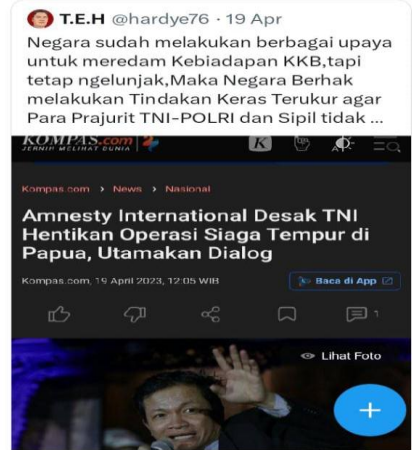 T.E.H @hardye76 · 19 Apr
Negara sudah melakukan berbagai upaya
untuk meredam Kebiadapan KKB,tapi
tetap ngelunjak,Maka Negara Berhak
melakukan Tindakan Keras Terukur agar
Para Prajurit TNI-POLRI dan Sipil tidak ...
KOMPAS.com
JERNIH MELIHAT DUNIA
K
Kompas.com > News > Nasional
Amnesty International Desak TNI
Hentikan Operasi Siaga Tempur di
Papua, Utamakan Dialog
Kompas.com, 19 April 2023, 12:05 WIB
Baca di App
1
Lihat Foto